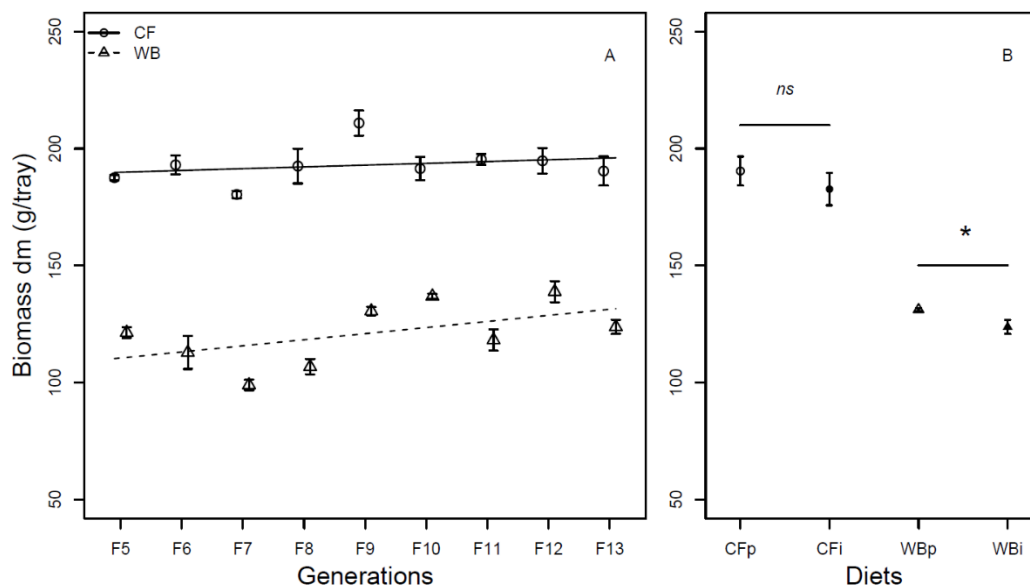 CF
WB
A
250
200
150
100
50
Biomass dm (g/tray)
F5 F6 F7 F8 F9 F10 F11 F12 F13
Generations
B
250
200
150
100
50
ns
*
CFp CFi WBp WBi
Diets